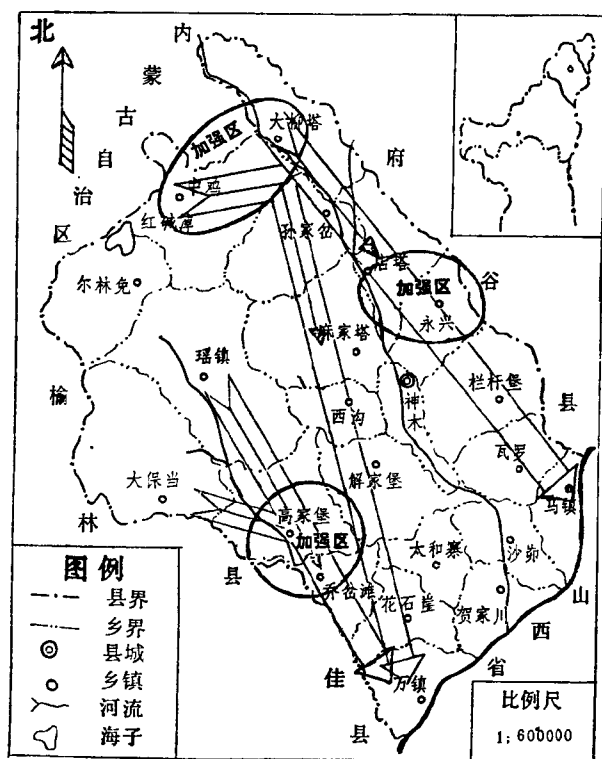 北
内
蒙
古
自
治
区
加强区
大柳塔
中鸡
红碱淖
府
孙家岔
店塔
谷
加强区
永兴
尔林兔
麻家塔
瑶镇
神木
栏杆堡
县
榆
西沟
瓦罗
大保当
解家堡
马镇
林
高家堡
加强区
太和寨
沙峁
县
乔岔滩
花石崖
贺家川
山
西
省
佳
万镇
县
图例
县界
乡界
县城
乡镇
河流
海子
比例尺
1:600000